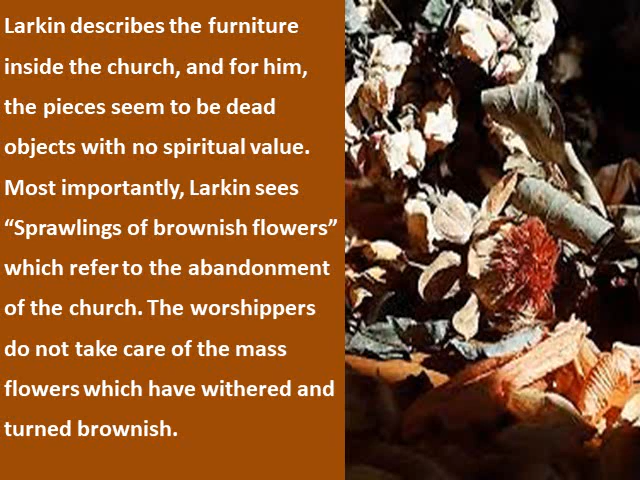 Larkin describes the furniture
inside the church, and for him,
the pieces seem to be dead
objects with no spiritual value.
Most importantly, Larkin sees
“Sprawlings of brownish flowers”
which refer to the abandonment
of the church. The worshippers
do not take care of the mass
flowers which have withered and
turned brownish.